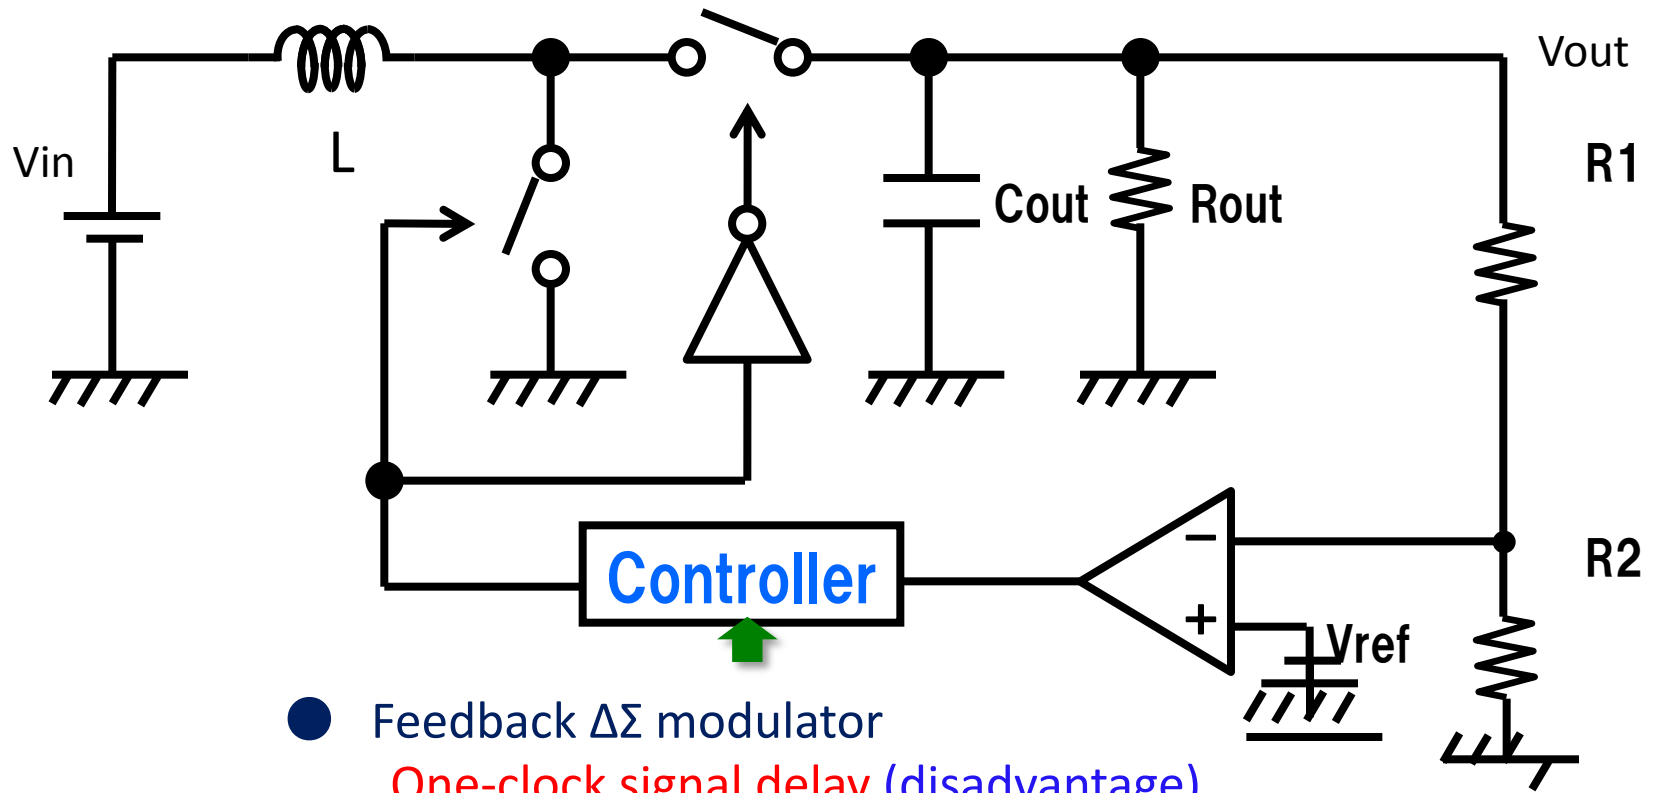 Vout
Vin
L
R1
Cout
Rout
Controller
−
+
Vref
R2
Feedback ΔΣ modulator
One-clock signal delay (disadvantage)